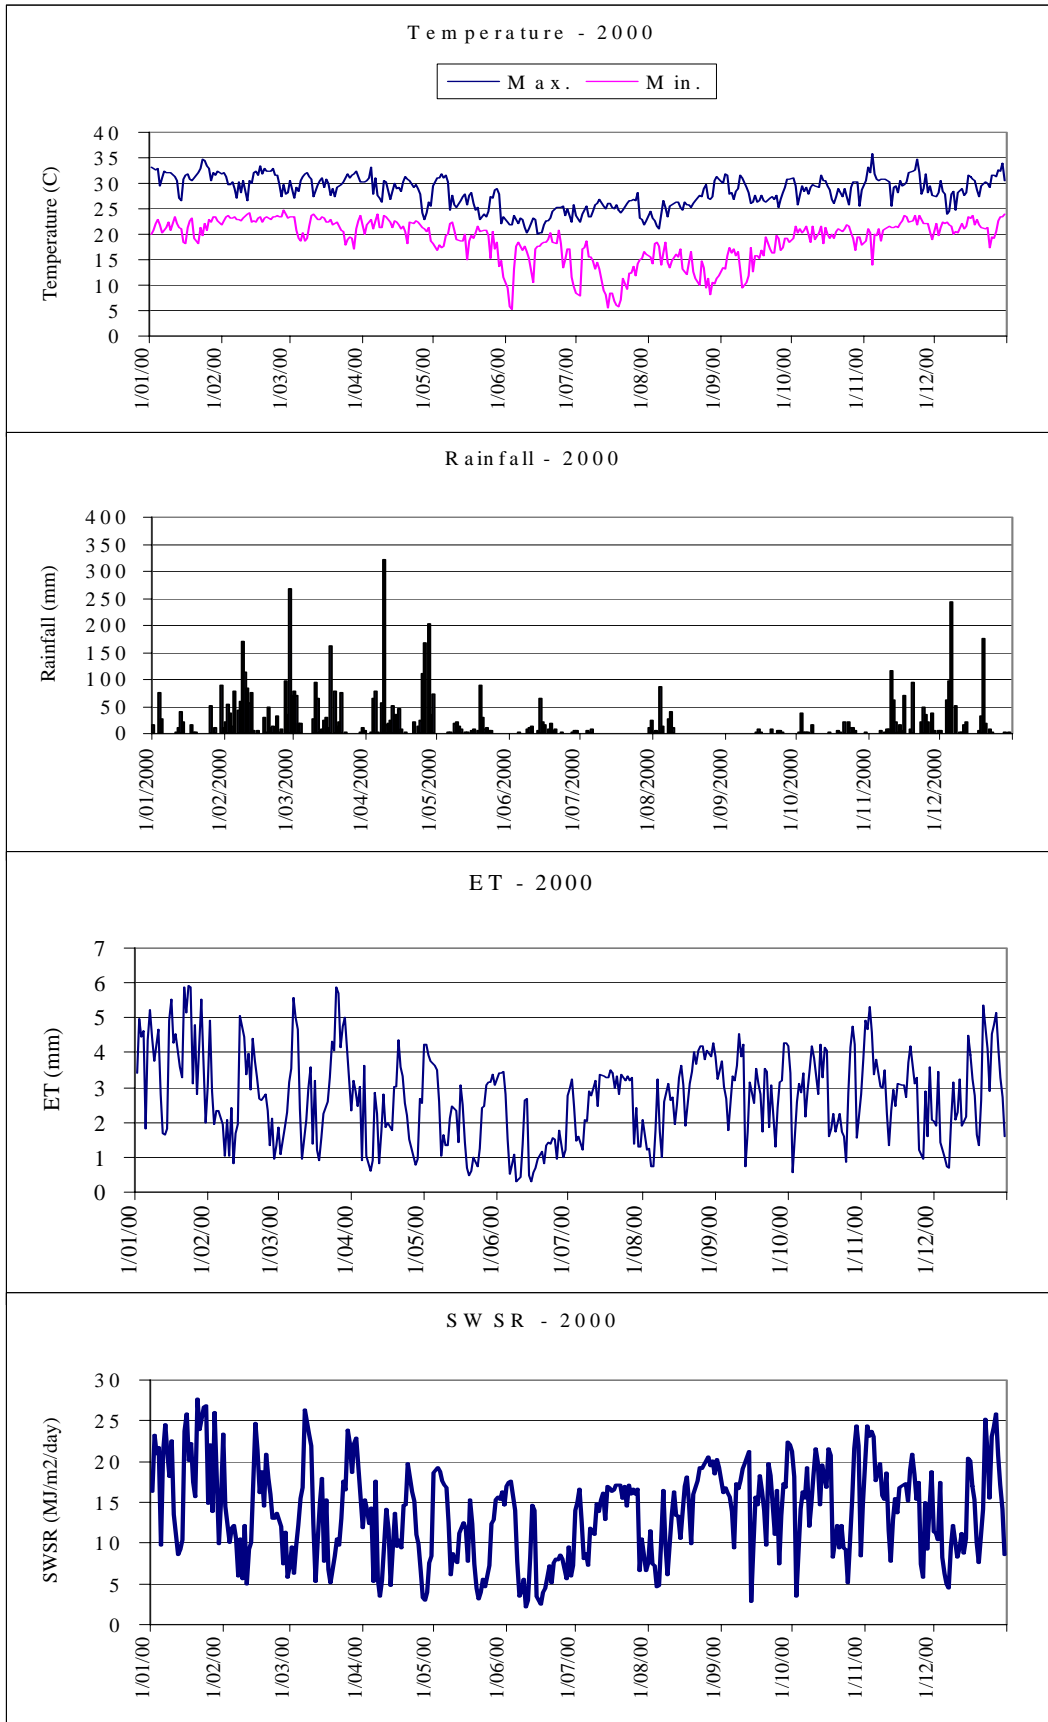 Temperature - 2000
Max. Min.
Temperature (C)
40
35
30
25
20
15
10
5
0
1/01/00 1/02/00 1/03/00 1/04/00 1/05/00 1/06/00 1/07/00 1/08/00 1/09/00 1/10/00 1/11/00 1/12/00
Rainfall - 2000
Rainfall (mm)
400
350
300
250
200
150
100
50
0
1/01/2000 1/02/2000 1/03/2000 1/04/2000 1/05/2000 1/06/2000 1/07/2000 1/08/2000 1/09/2000 1/10/2000 1/11/2000 1/12/2000
ET - 2000
ET (mm)
7
6
5
4
3
2
1
0
1/01/00 1/02/00 1/03/00 1/04/00 1/05/00 1/06/00 1/07/00 1/08/00 1/09/00 1/10/00 1/11/00 1/12/00
SWSR - 2000
SWSR (MJ/m2/day)
30
25
20
15
10
5
0
1/01/00 1/02/00 1/03/00 1/04/00 1/05/00 1/06/00 1/07/00 1/08/00 1/09/00 1/10/00 1/11/00 1/12/00